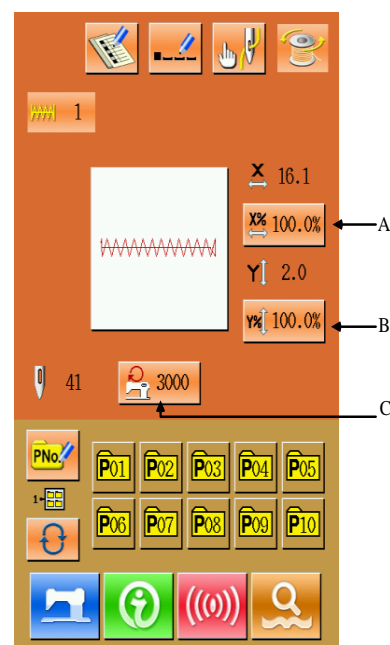 1
X 16.1
X% 100.0% A
Y 2.0
Y% 100.0% B
41 3000
C
PNo.
P01 P02 P03 P04 P05
1-
P06 P07 P08 P09 P10